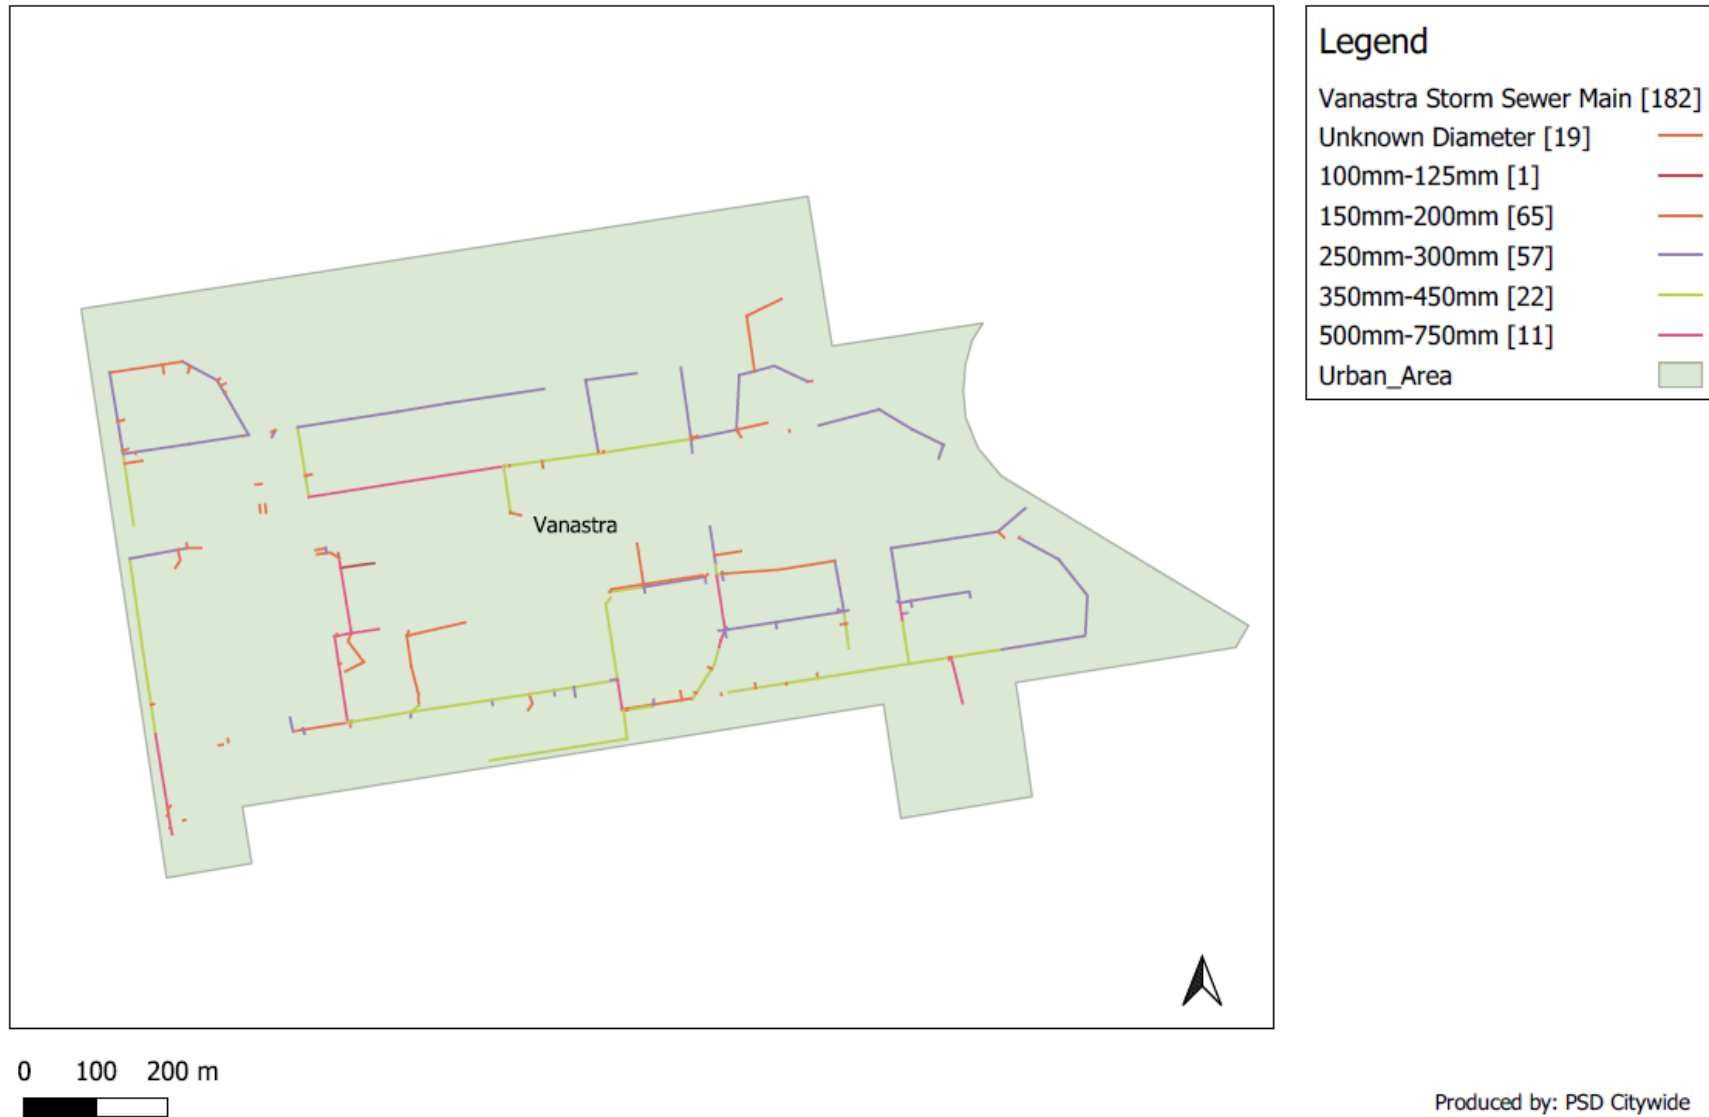 Legend
Vanastra Storm Sewer Main [182]
Unknown Diameter [19]
100mm-125mm [1]
150mm-200mm [65]
250mm-300mm [57]
350mm-450mm [22]
500mm-750mm [11]
Urban_Area
Vanastra
0 100 200 m
Produced by: PSD Citywide